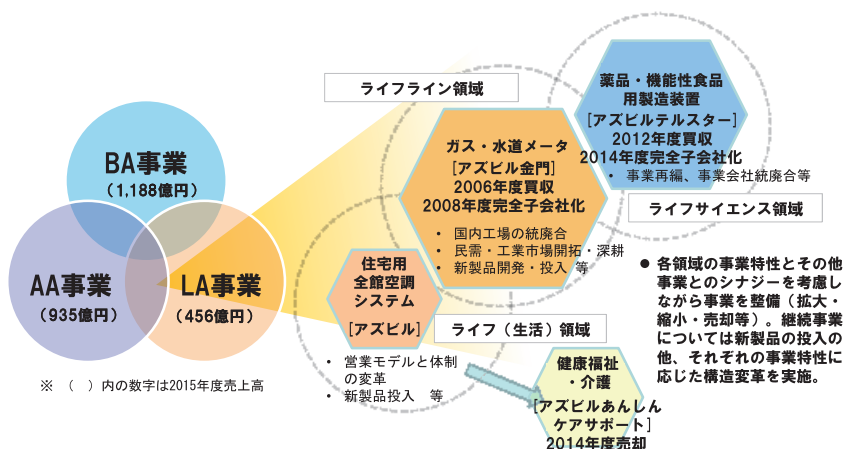 BA事業
（1,188億円）
AA事業
（935億円）
LA事業
（456億円）
※　（　）内の数字は2015年度売上高
ライフライン領域
ガス・水道メータ
[アズビル金門]
2006年度買収
2008年度完全子会社化
・ 国内工場の統廃合
・ 民需・工業市場開拓・深耕
・ 新製品開発・投入 等
薬品・機能性食品
用製造装置
[アズビルテルスター]
2012年度買収
2014年度完全子会社化
・ 事業再編、事業会社統廃合等
ライフサイエンス領域
住宅用
全館空調
システム
[アズビル]
ライフ（生活）領域
・ 営業モデルと体制
の変革
・ 新製品投入　等
健康福祉
・介護
[アズビルあんしん
ケアサポート]
2014年度売却
● 各領域の事業特性とその他
事業とのシナジーを考慮し
ながら事業を整備（拡大・
縮小・売却等）。継続事業
については新製品の投入の
他、それぞれの事業特性に
応じた構造変革を実施。